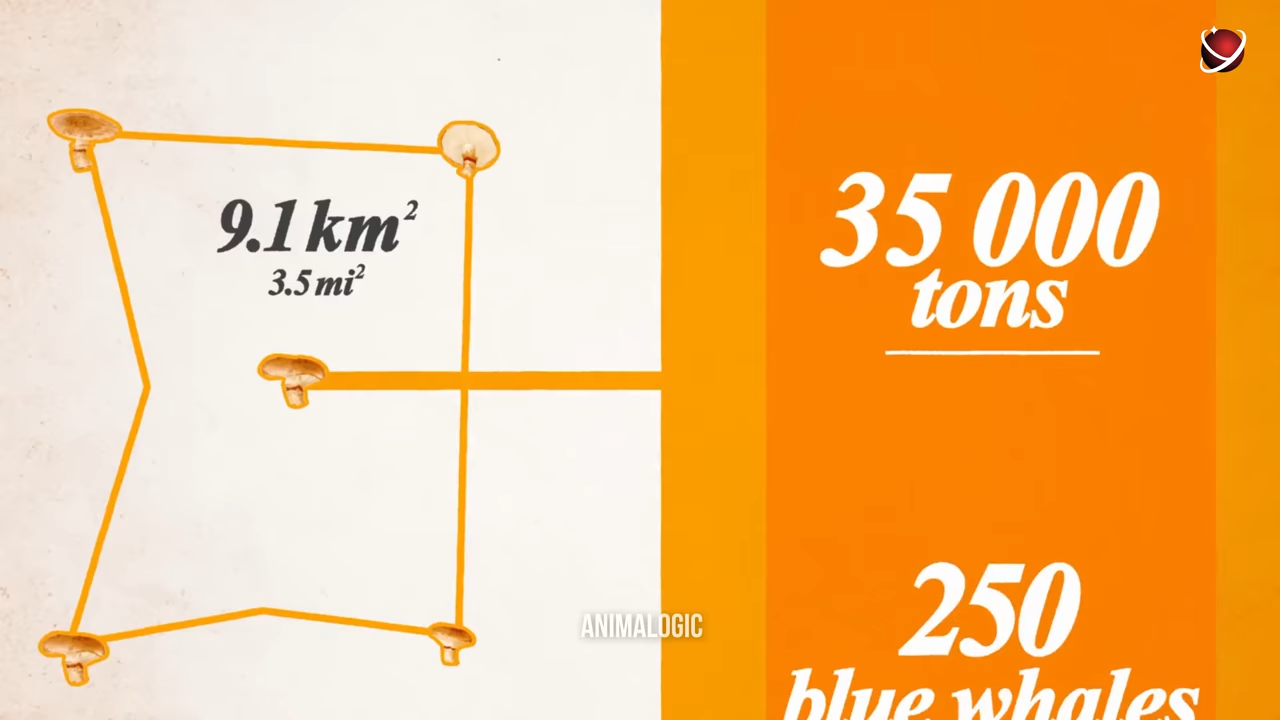 9.1 km²
3.5 mi²
35 000
tons
250
blue whales
ANIMALOGIC